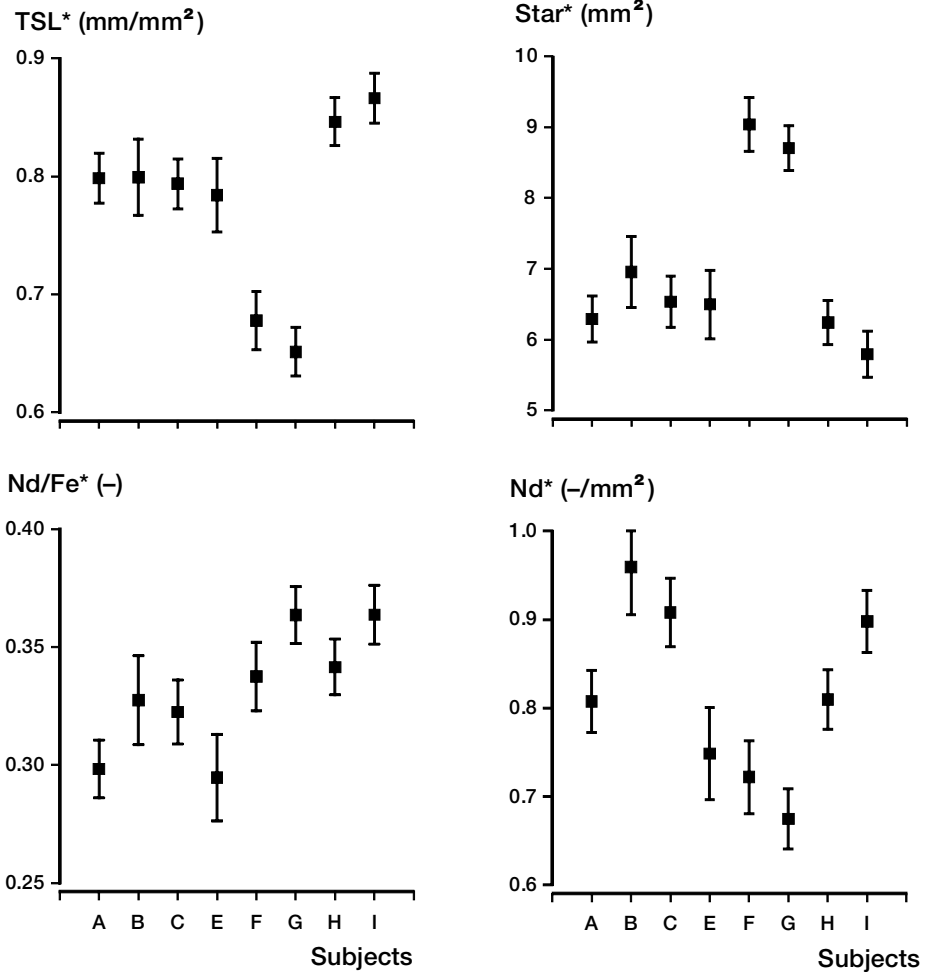 TSL* (mm/mm²)
0.9
0.8
0.7
0.6
Star* (mm²)
10
9
8
7
6
5
Nd/Fe* (–)
0.40
0.35
0.30
0.25
A B C E F G H I
Subjects
Nd* (–/mm²)
1.0
0.9
0.8
0.7
0.6
A B C E F G H I
Subjects